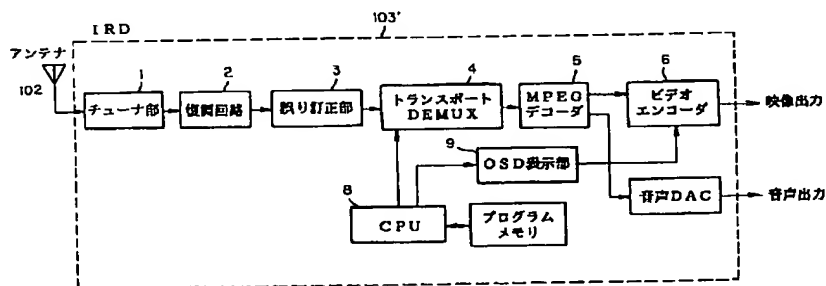 IRD
103'
アンテナ
102
1
チューナ部
2
復調回路
3
誤り訂正部
4
トランスポート
DEMUX
5
MPEG
デコーダ
6
ビデオ
エンコーダ
映像出力
9
OSD表示部
8
CPU
プログラム
メモリ
音声DAC
音声出力